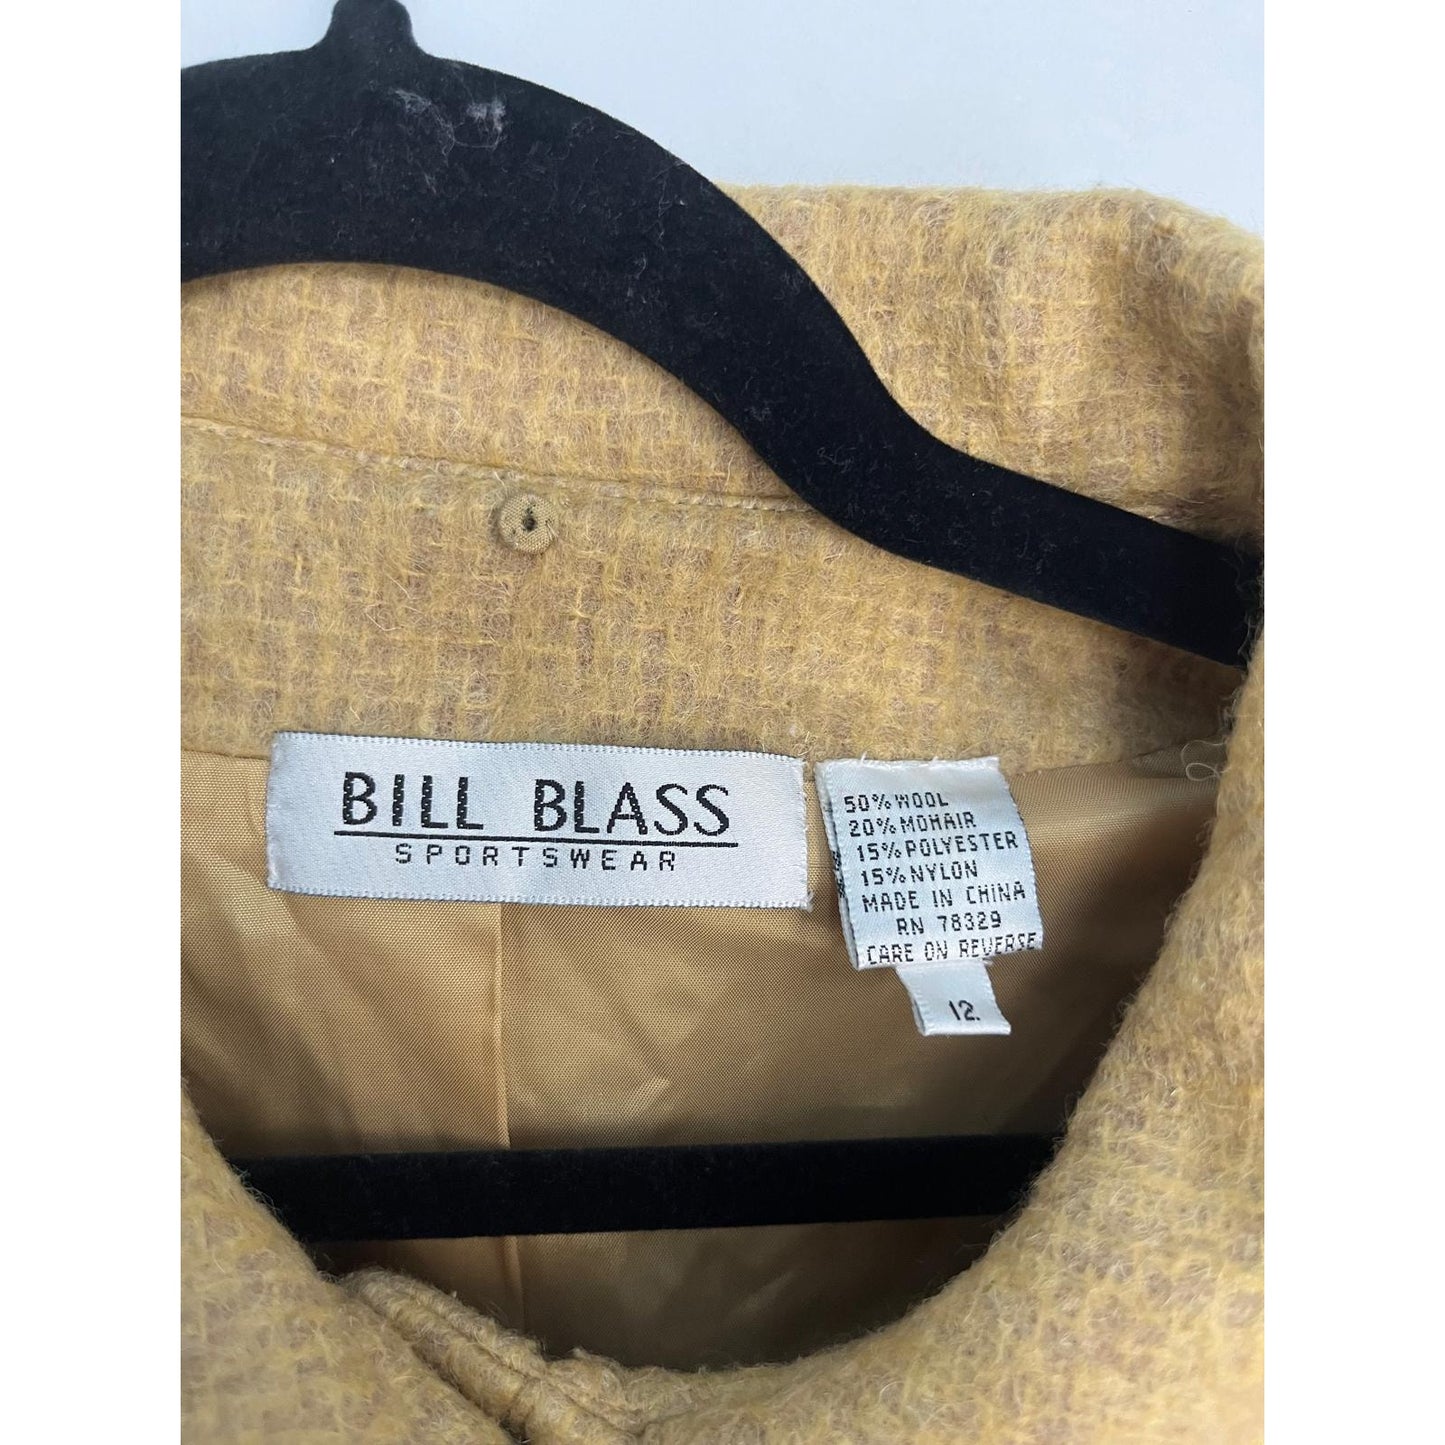 BILL BLASS
SPORTSWEAR
50% WOOL
20% MOHAIR
15% POLYESTER
15% NYLON
MADE IN CHINA
RN 78329
CARE ON REVERSE
12